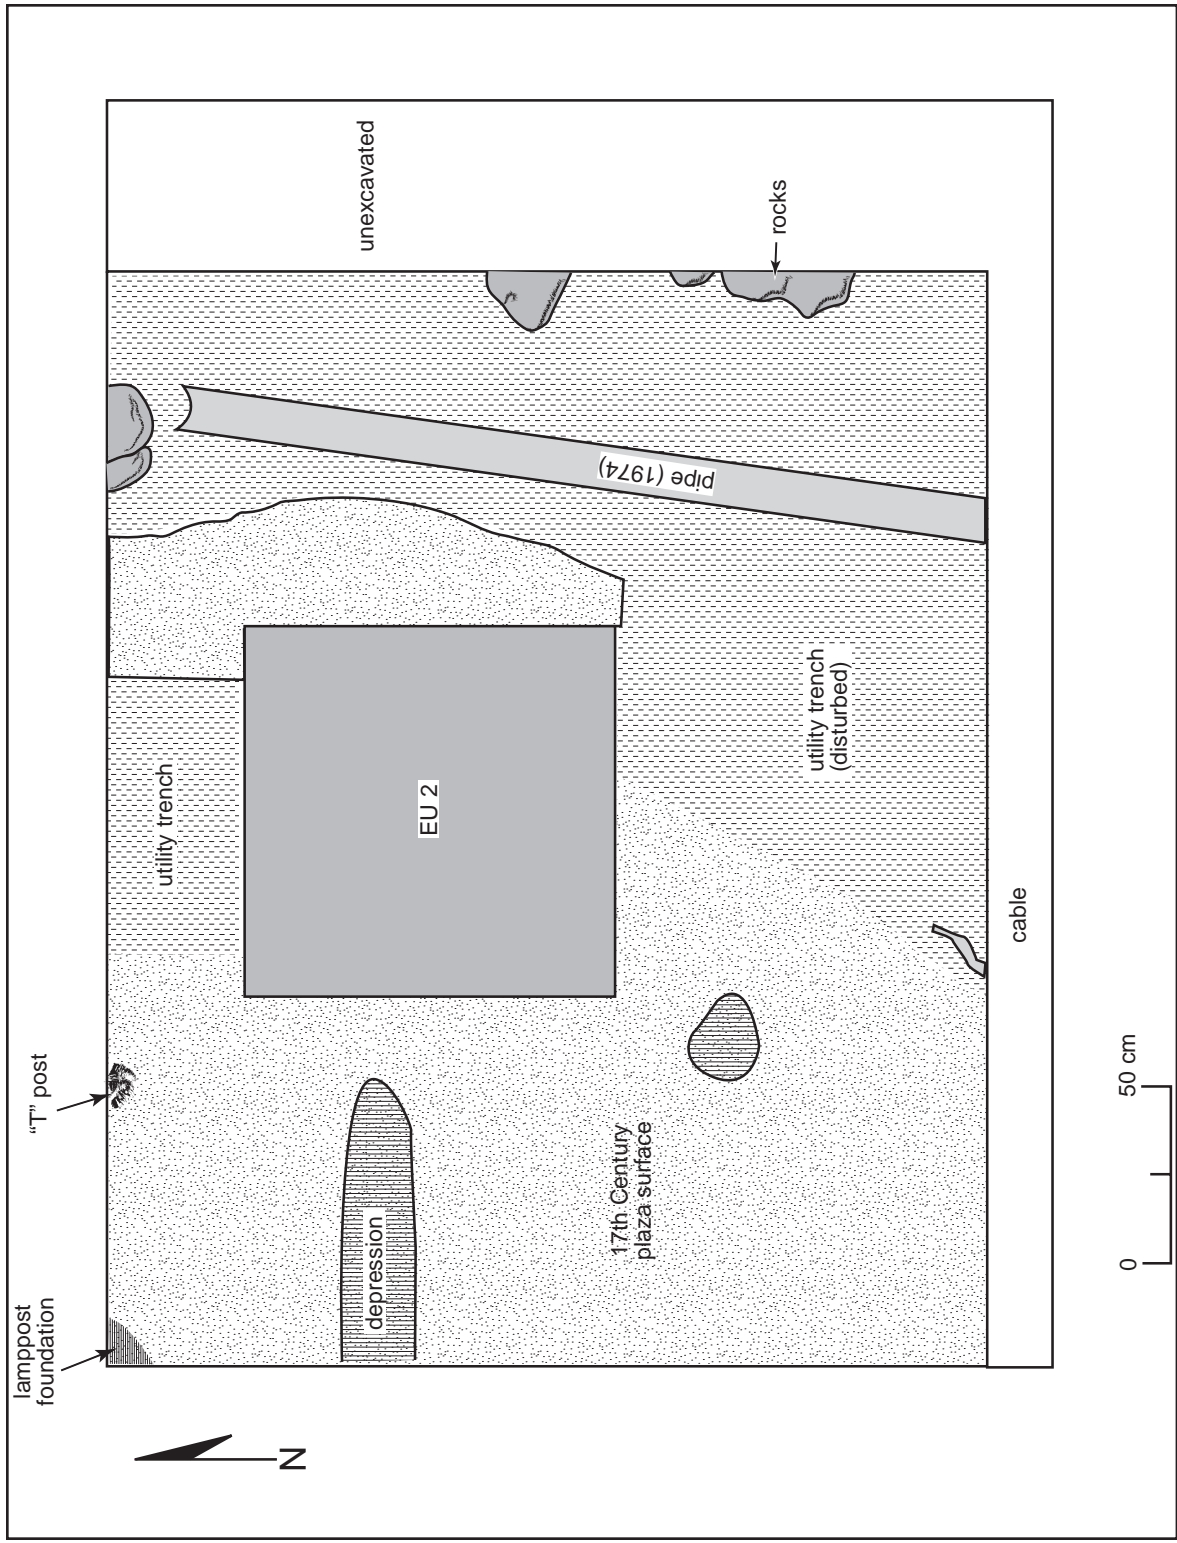 lamppost
foundation
“T” post
utility trench
unexcavated
depression
EU 2
pipe (1974)
rocks
17th Century
plaza surface
utility trench
(disturbed)
cable
N
0
50 cm